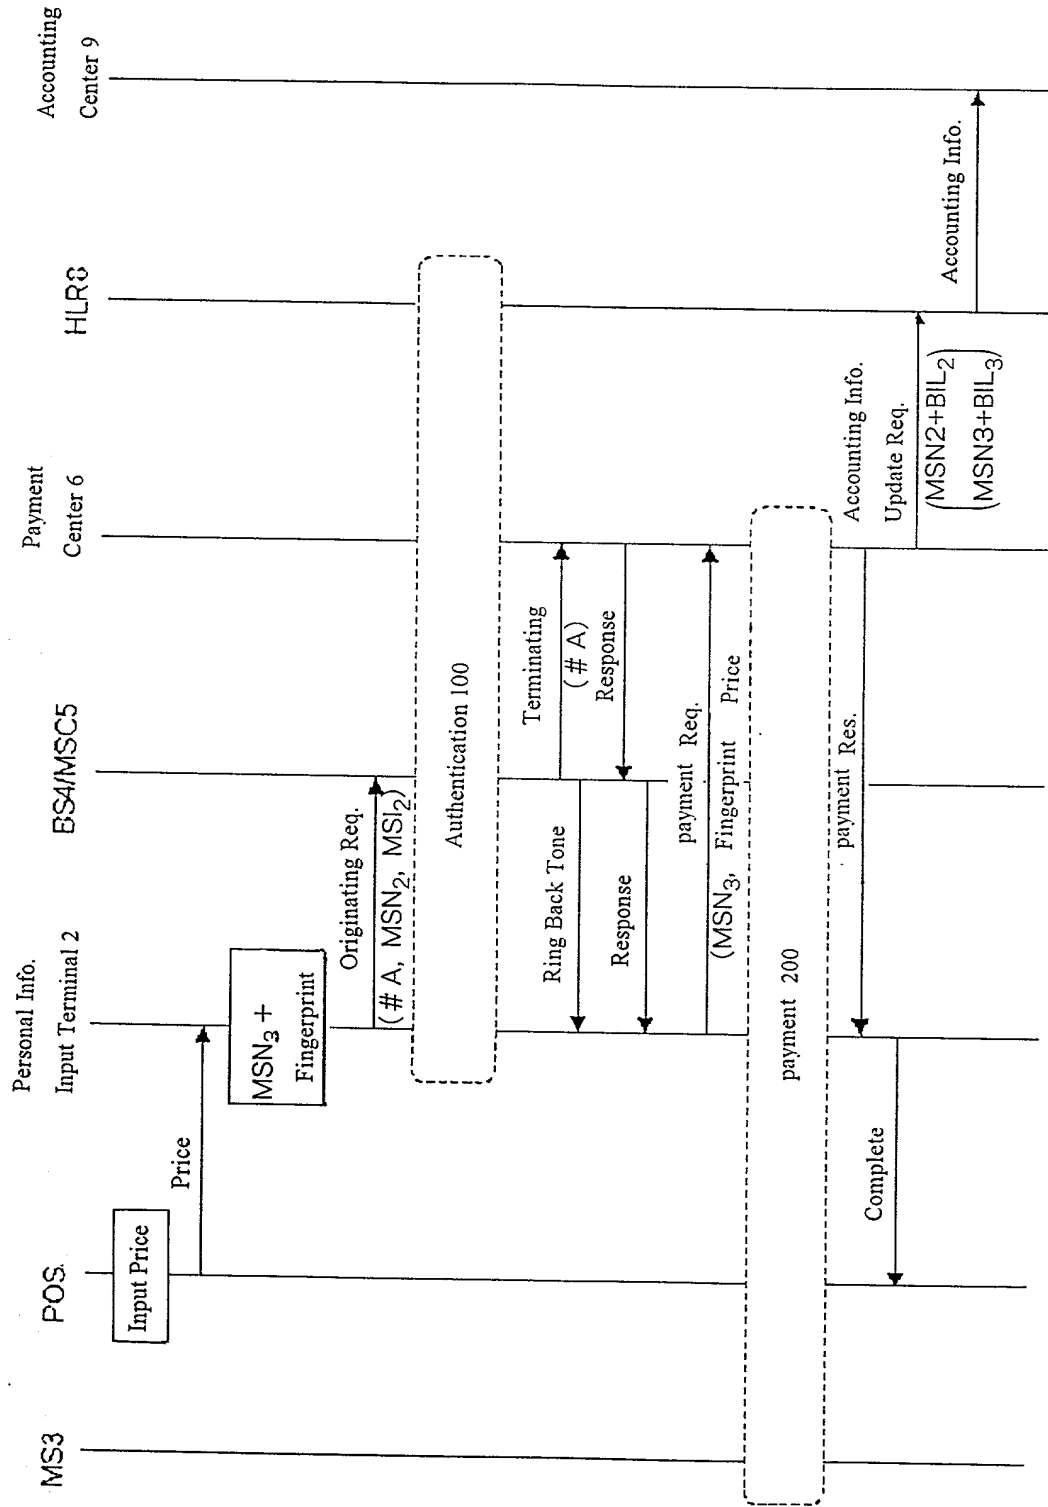 MS3
POS.
Personal Info.
Input Terminal 2
BS4/MSC5
Payment
Center 6
HLR8
Accounting
Center 9
Input Price
Price
MSN3 +
Fingerprint
Originating Req.
(# A, MSN2, MSI2)
Authentication 100
Terminating
(# A)
Ring Back Tone
Response
Response
payment Req.
(MSN3, Fingerprint Price)
payment 200
payment Res.
Complete
Accounting Info.
Update Req.
(MSN2+BIL2
MSN3+BIL3)
Accounting Info.